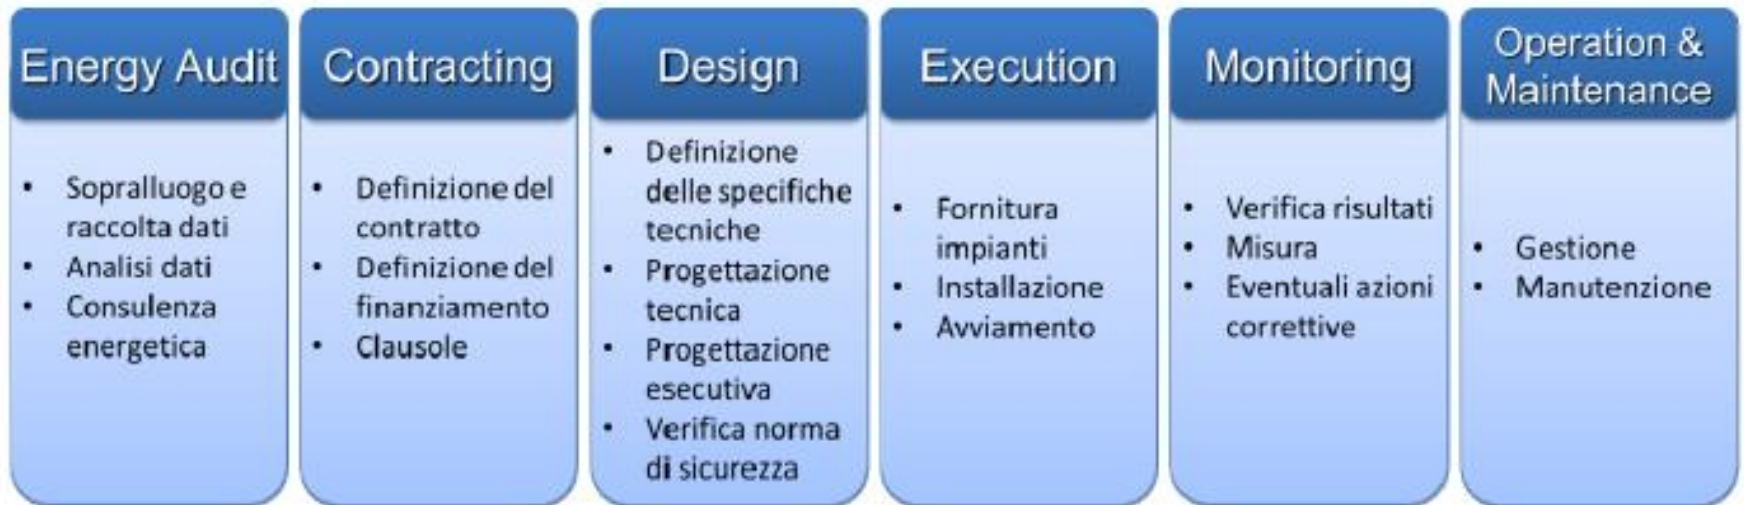 Energy Audit
• Sopralluogo e
raccolta dati
• Analisi dati
• Consulenza
energetica
Contracting
• Definizione del
contratto
• Definizione del
finanziamento
• Clausole
Design
• Definizione
delle specifiche
tecniche
• Progettazione
tecnica
• Progettazione
esecutiva
• Verifica norma
di sicurezza
Execution
• Fornitura
impianti
• Installazione
• Avviamento
Monitoring
• Verifica risultati
• Misura
• Eventuali azioni
correttive
Operation &
Maintenance
• Gestione
• Manutenzione